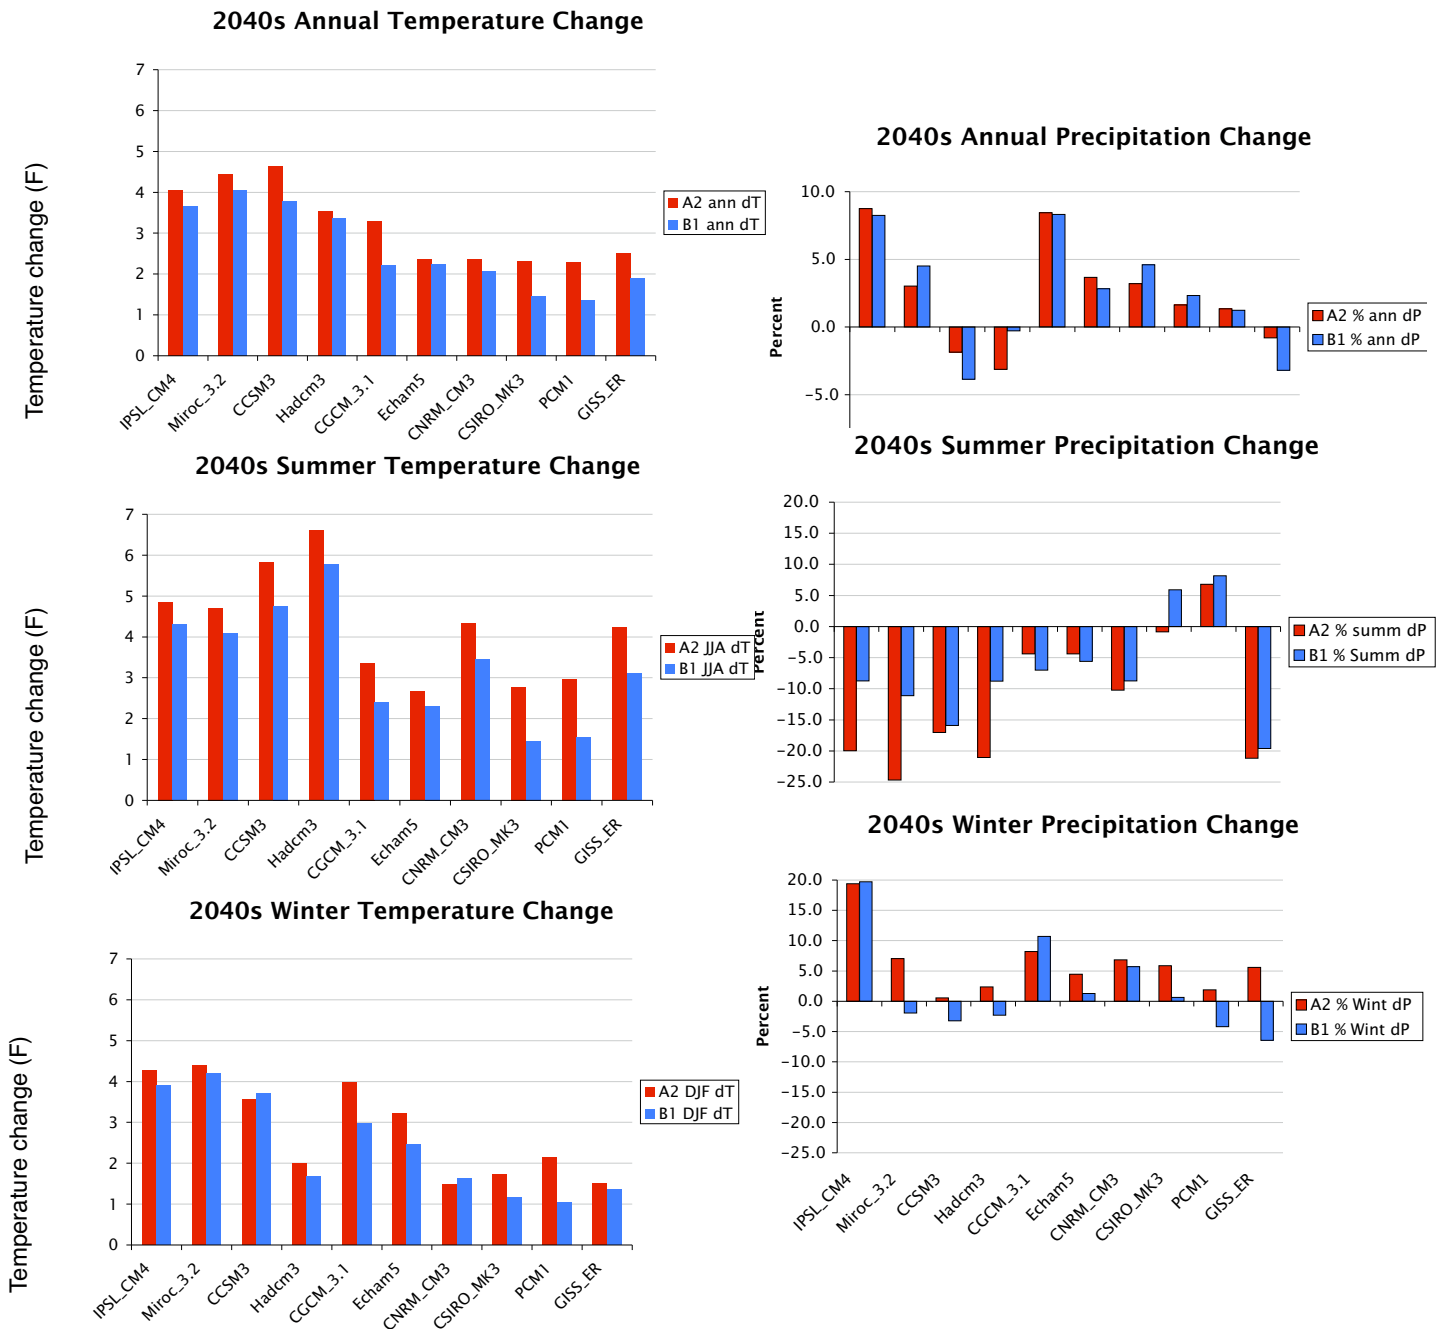 2040s Annual Temperature Change
Temperature change (F)
7
6
5
4
3
2
1
0
IPSL_CM4
Miroc_3.2
CCSM3
Hadcm3
CGCM_3.1
Echam5
CNRM_CM3
CSIRO_MK3
PCM1
GISS_ER
A2 ann dT
B1 ann dT
2040s Annual Precipitation Change
Percent
10.0
5.0
0.0
−5.0
A2 % ann dP
B1 % ann dP
2040s Summer Temperature Change
Temperature change (F)
7
6
5
4
3
2
1
0
IPSL_CM4
Miroc_3.2
CCSM3
Hadcm3
CGCM_3.1
Echam5
CNRM_CM3
CSIRO_MK3
PCM1
GISS_ER
A2 JJA dT
B1 JJA dT
2040s Summer Precipitation Change
Percent
20.0
15.0
10.0
5.0
0.0
−5.0
−10.0
−15.0
−20.0
−25.0
A2 % summ dP
B1 % Summ dP
2040s Winter Temperature Change
Temperature change (F)
7
6
5
4
3
2
1
0
IPSL_CM4
Miroc_3.2
CCSM3
Hadcm3
CGCM_3.1
Echam5
CNRM_CM3
CSIRO_MK3
PCM1
GISS_ER
A2 DJF dT
B1 DJF dT
2040s Winter Precipitation Change
Percent
20.0
15.0
10.0
5.0
0.0
−5.0
−10.0
−15.0
−20.0
−25.0
IPSL_CM4
Miroc_3.2
CCSM3
Hadcm3
CGCM_3.1
Echam5
CNRM_CM3
CSIRO_MK3
PCM1
GISS_ER
A2 % Wint dP
B1 % Wint dP